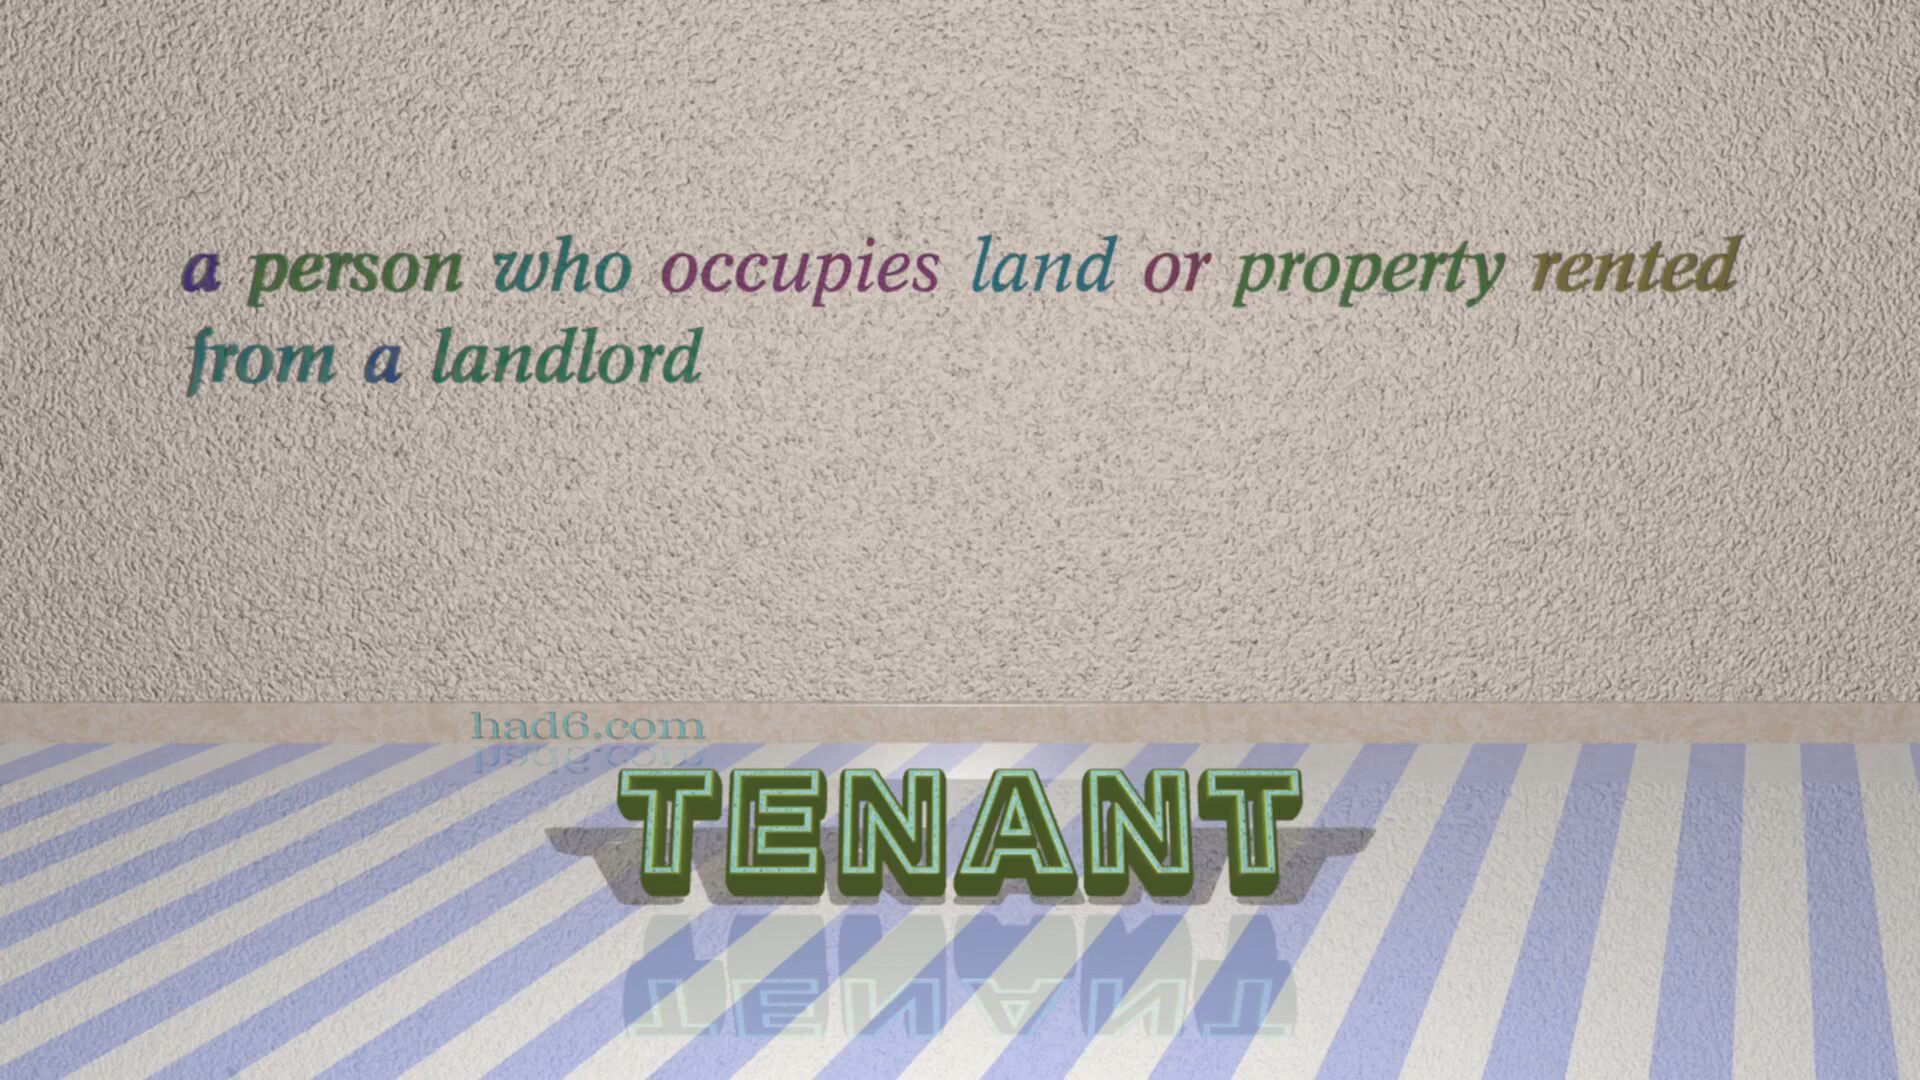 a person who occupies land or property rented
from a landlord
had6.com
TENANT